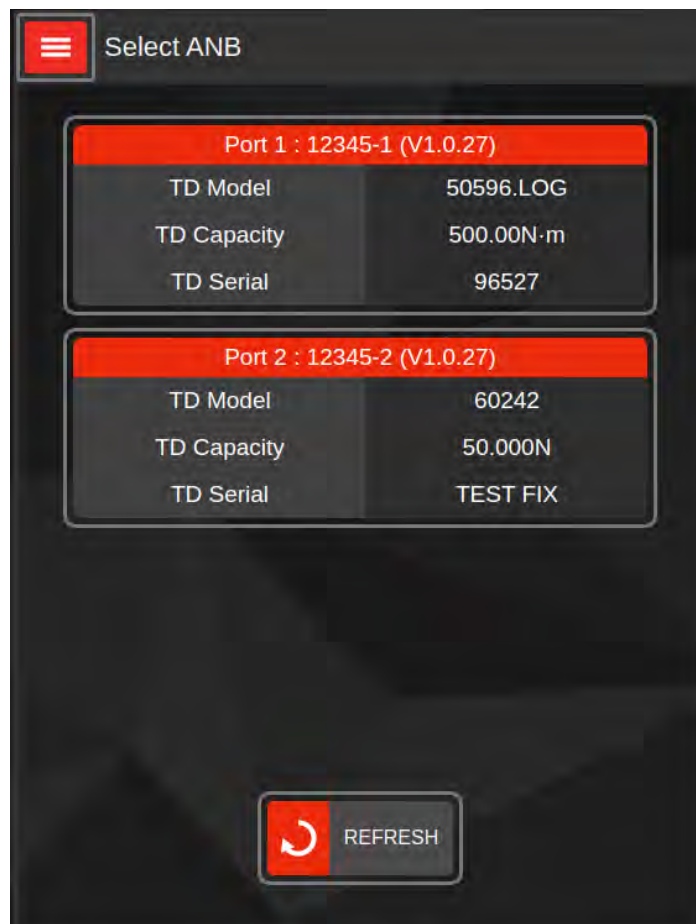 Select ANB
Port 1 : 12345-1 (V1.0.27)
TD Model 50596.LOG
TD Capacity 500.00N·m
TD Serial 96527
Port 2 : 12345-2 (V1.0.27)
TD Model 60242
TD Capacity 50.000N
TD Serial TEST FIX
REFRESH